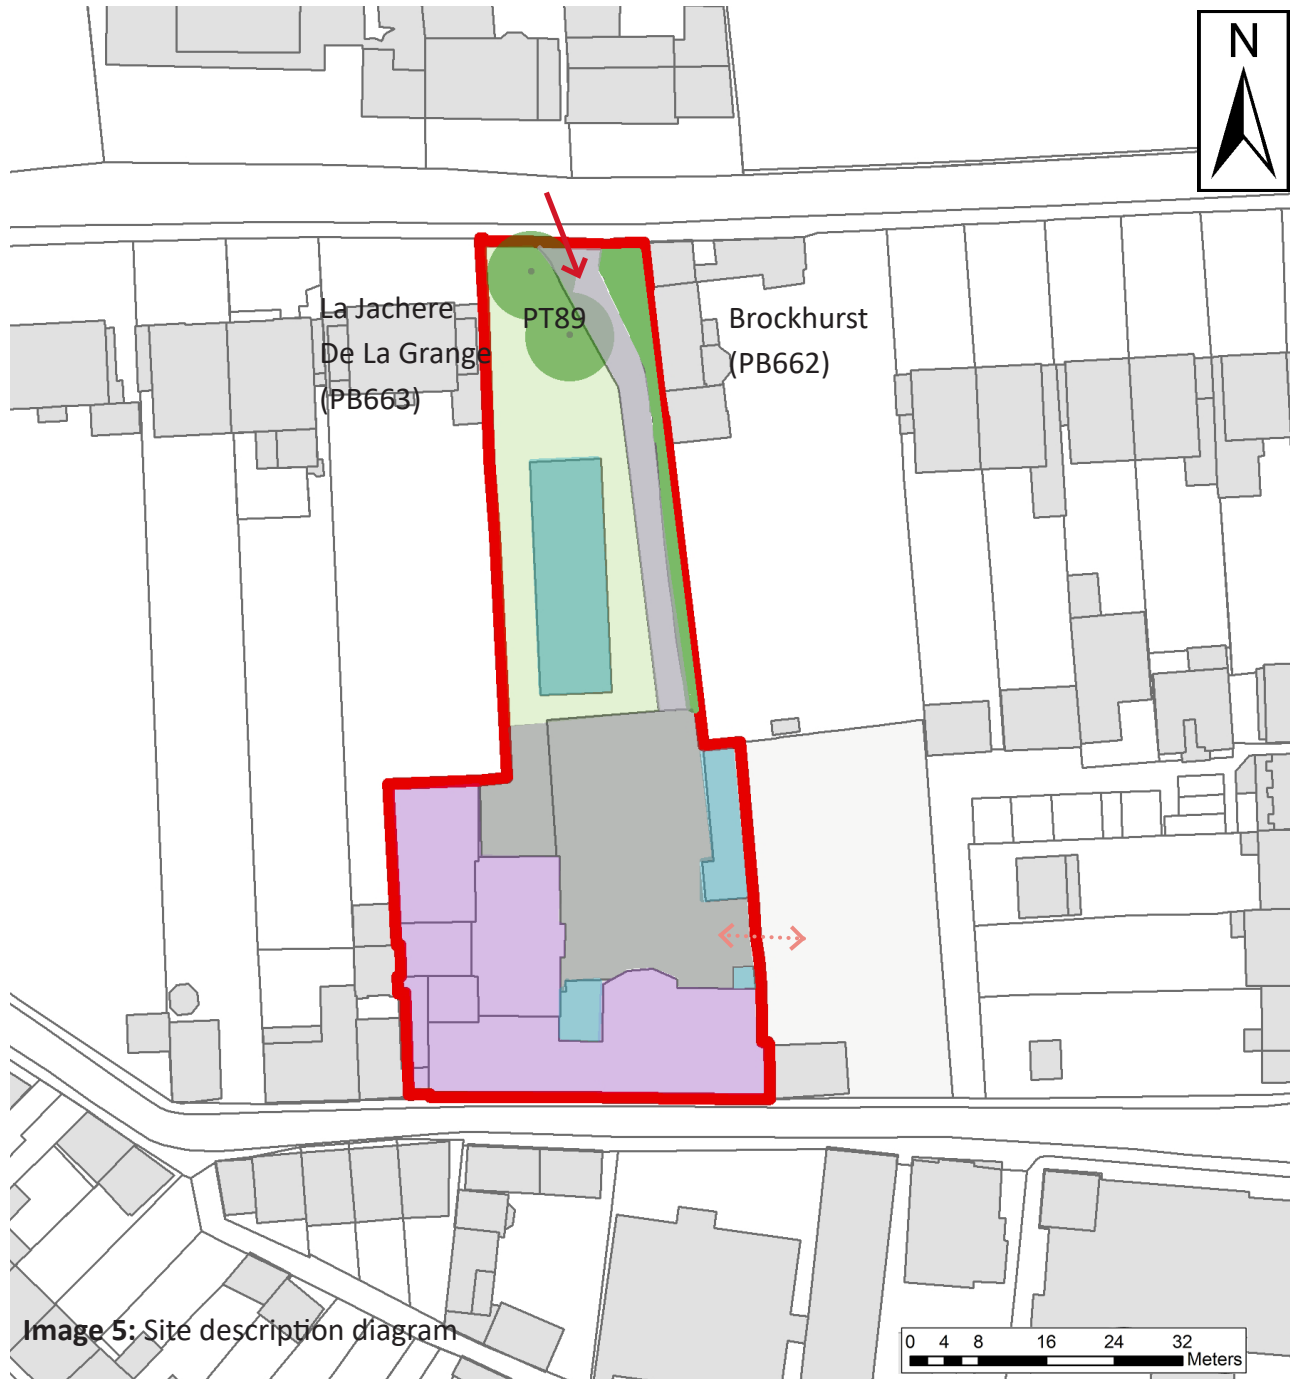 N
La Jachere
De La Grange
(PB663)
PT89
Brockhurst
(PB662)
Image 5: Site description diagram
0 4 8 16 24 32
Meters